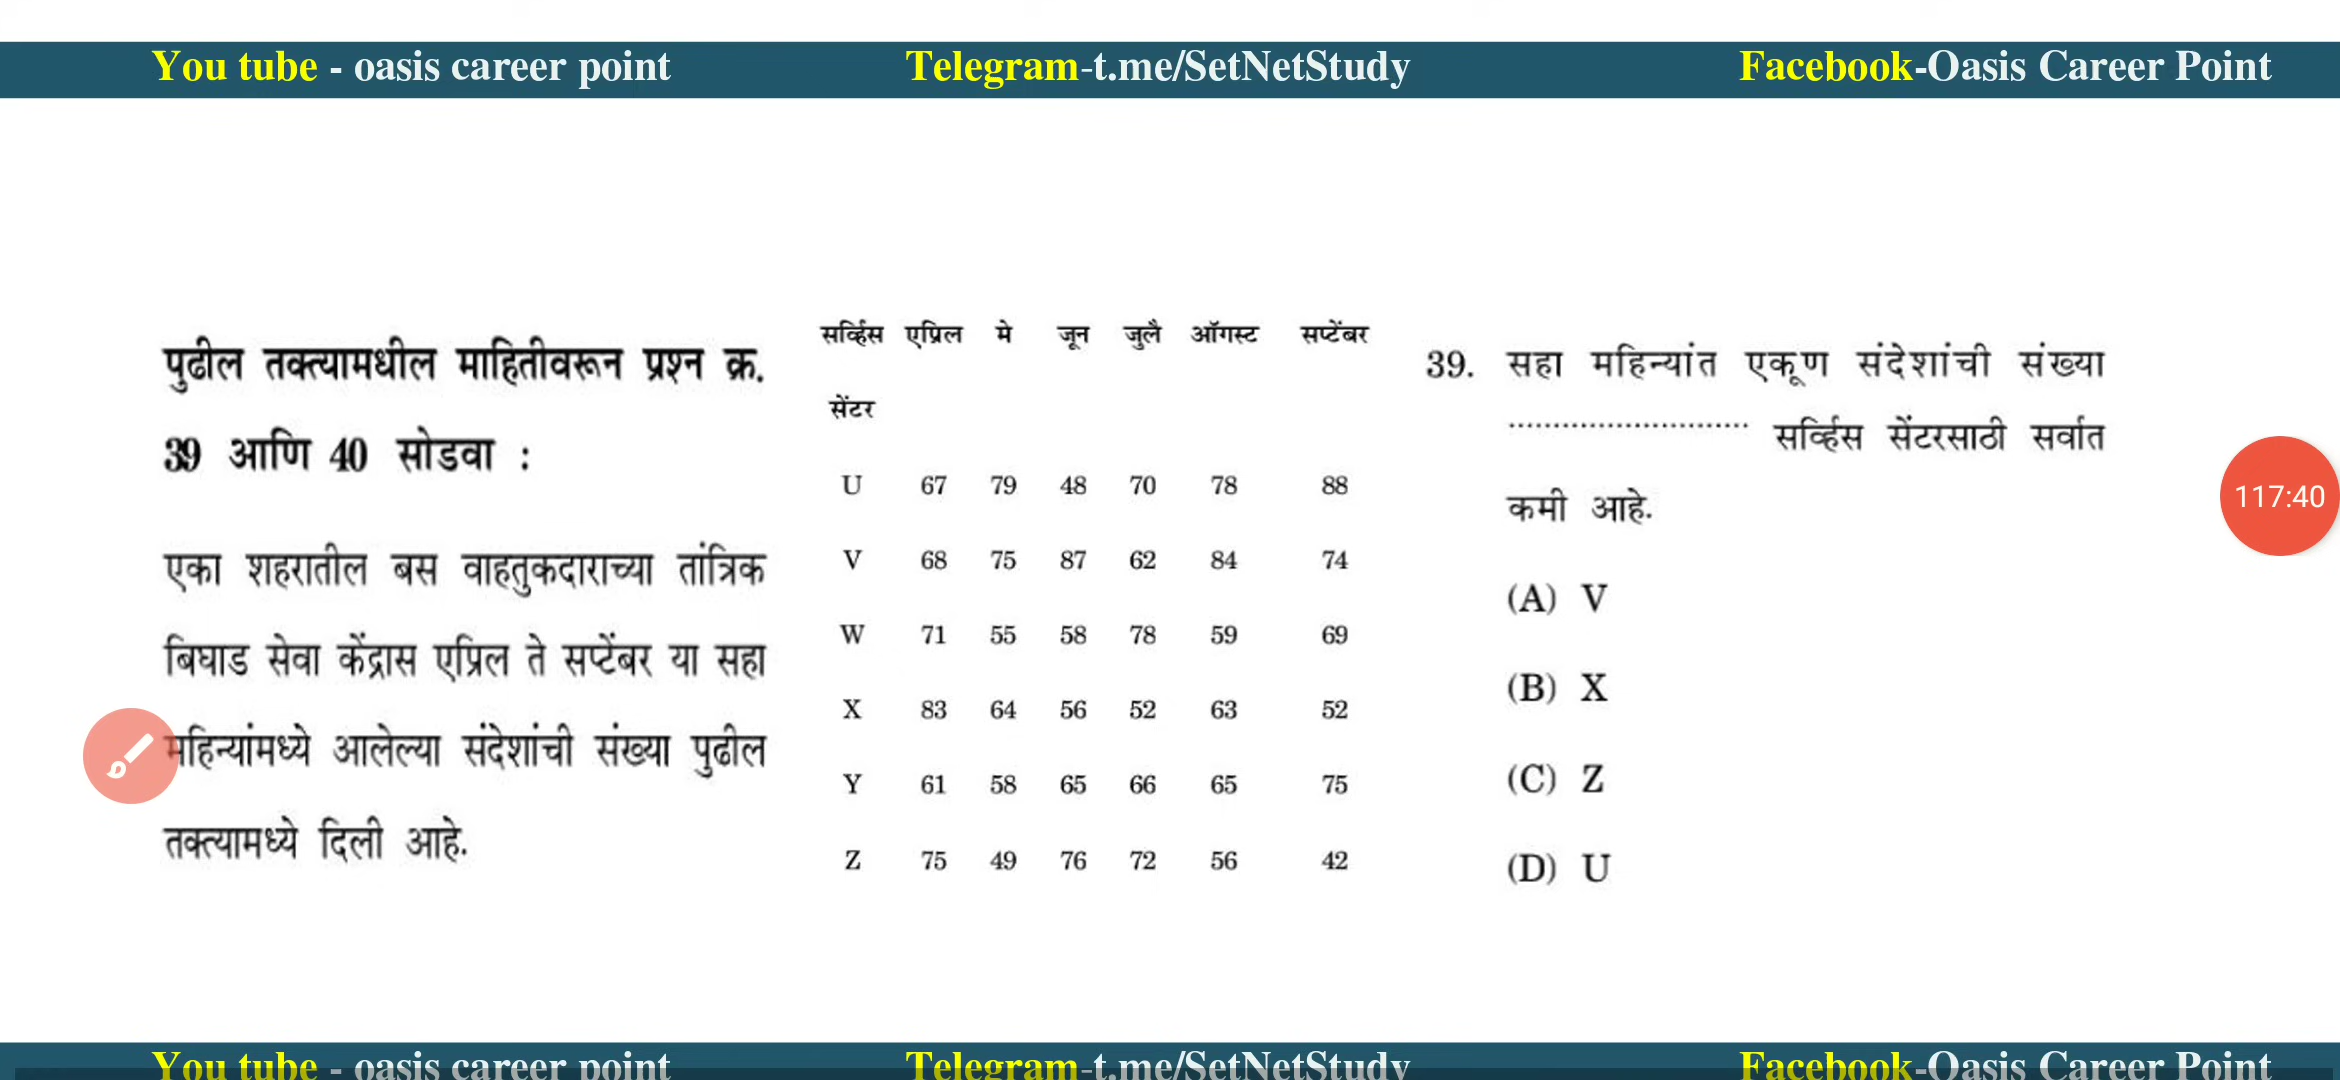 You tube - oasis career point Telegram-t.me/SetNetStudy Facebook-Oasis Career Point
पुढील तक्त्यामधील माहितीवरून प्रश्न क्र.
39 आणि 40 सोडवा :
एका शहरातील बस वाहतुकदाराच्या तांत्रिक
बिघाड सेवा केंद्रास एप्रिल ते सप्टेंबर या सहा
महिन्यांमध्ये आलेल्या संदेशांची संख्या पुढील
तक्त्यामध्ये दिली आहे.
सर्व्हिस एप्रिल मे जून जुलै ऑगस्ट सप्टेंबर
सेंटर
U 67 79 48 70 78 88
V 68 75 87 62 84 74
W 71 55 58 78 59 69
X 83 64 56 52 63 52
Y 61 58 65 66 65 75
Z 75 49 76 72 56 42
39. सहा महिन्यांत एकूण संदेशांची संख्या
........................... सर्व्हिस सेंटरसाठी सर्वात
कमी आहे.
(A) V
(B) X
(C) Z
(D) U
117:40
You tube - oasis career point Telegram-t.me/SetNetStudy Facebook-Oasis Career Point